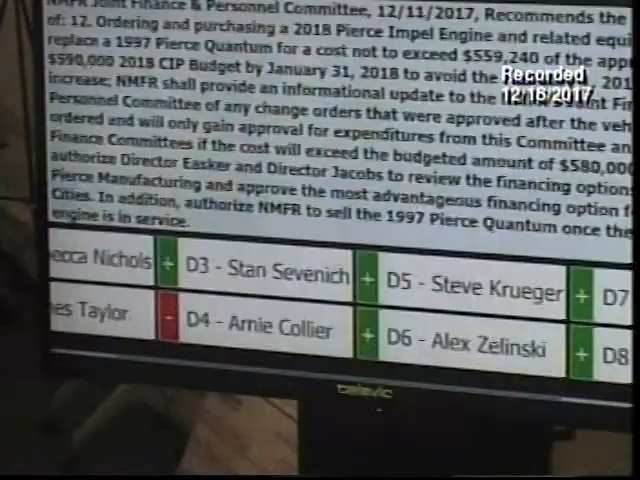 NMFR Joint Finance & Personnel Committee, 12/11/2017, Recommends the
of: 12. Ordering and purchasing a 2018 Pierce Impel Engine and related equi
replace a 1997 Pierce Quantum for a cost not to exceed $559,240 of the app
$590,000 2018 CIP Budget by January 31, 2018 to avoid the 201
increase; NMFR shall provide an informational update to the Joint Fin
Personnel Committee of any change orders that were approved after the veh
ordered and will only gain approval for expenditures from this Committee an
Finance Committees if the cost will exceed the budgeted amount of $580,000
authorize Director Easker and Director Jacobs to review the financing option
Pierce Manufacturing and approve the most advantageous financing option f
Cities. In addition, authorize NMFR to sell the 1997 Pierce Quantum once the
engine is in service.
Recorded
12/18/2017
ecca Nichols + D3 - Stan Sevenich + D5 - Steve Krueger + D7
es Taylor - D4 - Arnie Collier + D6 - Alex Zelinski + D8
televic